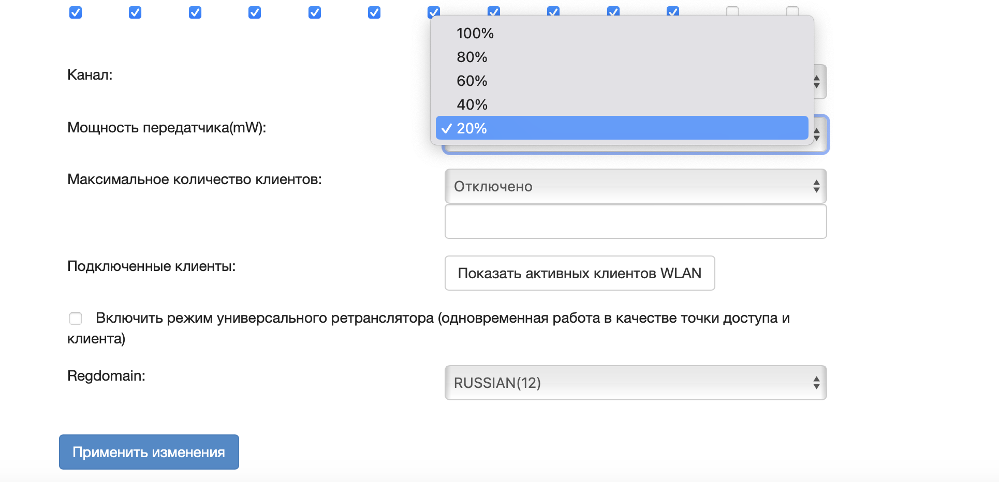 100%
80%
Канал:
60%
40%
Мощность передатчика(mW):
20%
Максимальное количество клиентов:
Отключено
Подключенные клиенты:
Показать активных клиентов WLAN
Включить режим универсального ретранслятора (одновременная работа в качестве точки доступа и
клиента)
Regdomain:
RUSSIAN(12)
Применить изменения